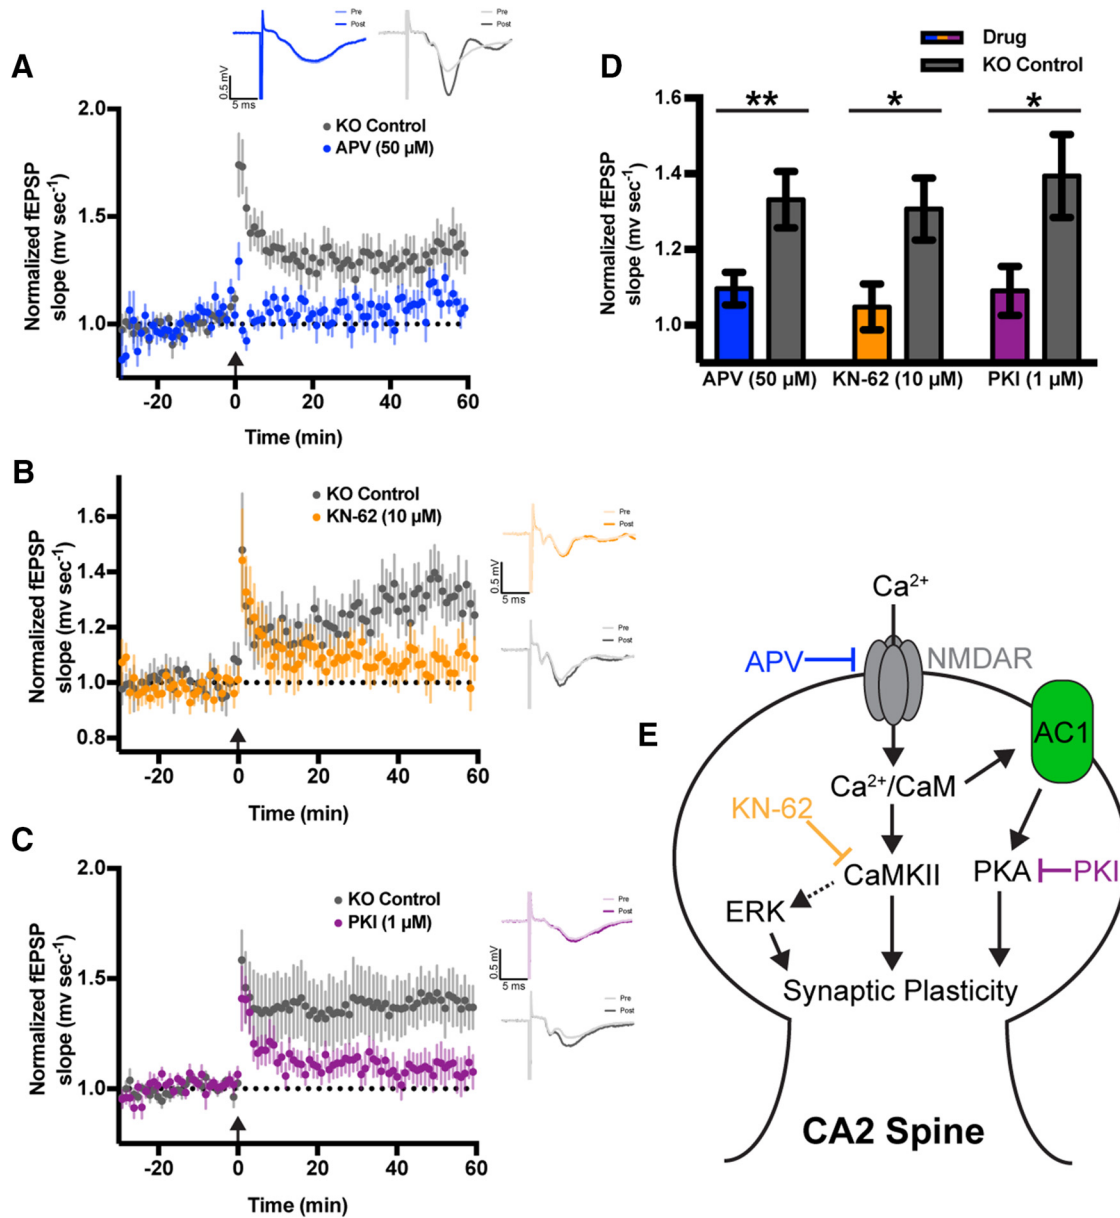 A
Pre
Post
0.5 mV
5 ms
Pre
Post
KO Control
APV (50 μM)
Normalized fEPSP
slope (mv sec⁻¹)
2.0
1.5
1.0
-20
0
20
40
60
Time (min)
B
KO Control
KN-62 (10 μM)
Normalized fEPSP
slope (mv sec⁻¹)
1.6
1.4
1.2
1.0
0.8
-20
0
20
40
60
Time (min)
Pre
Post
0.5 mV
5 ms
Pre
Post
C
KO Control
PKI (1 μM)
Normalized fEPSP
slope (mv sec⁻¹)
2.0
1.5
1.0
-20
0
20
40
60
Time (min)
Pre
Post
0.5 mV
5 ms
Pre
Post
D
Drug
KO Control
Normalized fEPSP
slope (mv sec⁻¹)
1.6
1.4
1.2
1.0
**
*
*
APV (50 μM)
KN-62 (10 μM)
PKI (1 μM)
E
Ca²⁺
APV
NMDAR
AC1
Ca²⁺/CaM
KN-62
CaMKII
PKA
PKI
ERK
Synaptic Plasticity
CA2 Spine